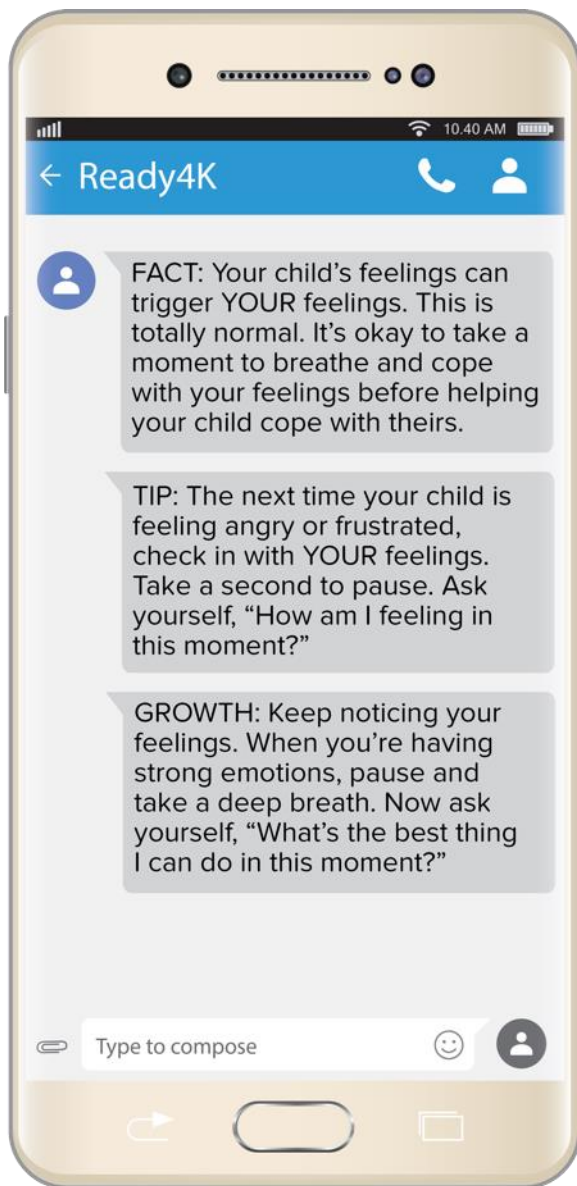 10.40 AM
Ready4K
FACT: Your child’s feelings can
trigger YOUR feelings. This is
totally normal. It’s okay to take a
moment to breathe and cope
with your feelings before helping
your child cope with theirs.
TIP: The next time your child is
feeling angry or frustrated,
check in with YOUR feelings.
Take a second to pause. Ask
yourself, “How am I feeling in
this moment?”
GROWTH: Keep noticing your
feelings. When you’re having
strong emotions, pause and
take a deep breath. Now ask
yourself, “What’s the best thing
I can do in this moment?”
Type to compose